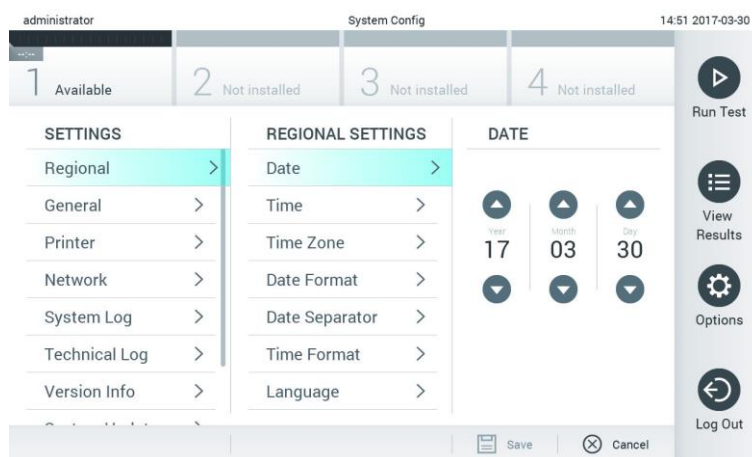 administrator System Config 14:51 2017-03-30
--:--
1 Available 2 Not installed 3 Not installed 4 Not installed
Run Test
SETTINGS REGIONAL SETTINGS DATE
Regional > Date >
General > Time >
Printer > Time Zone >
Network > Date Format >
System Log > Date Separator >
Technical Log > Time Format >
Version Info > Language >
Year Month Day
17 03 30
View
Results
Options
Log Out
Save Cancel